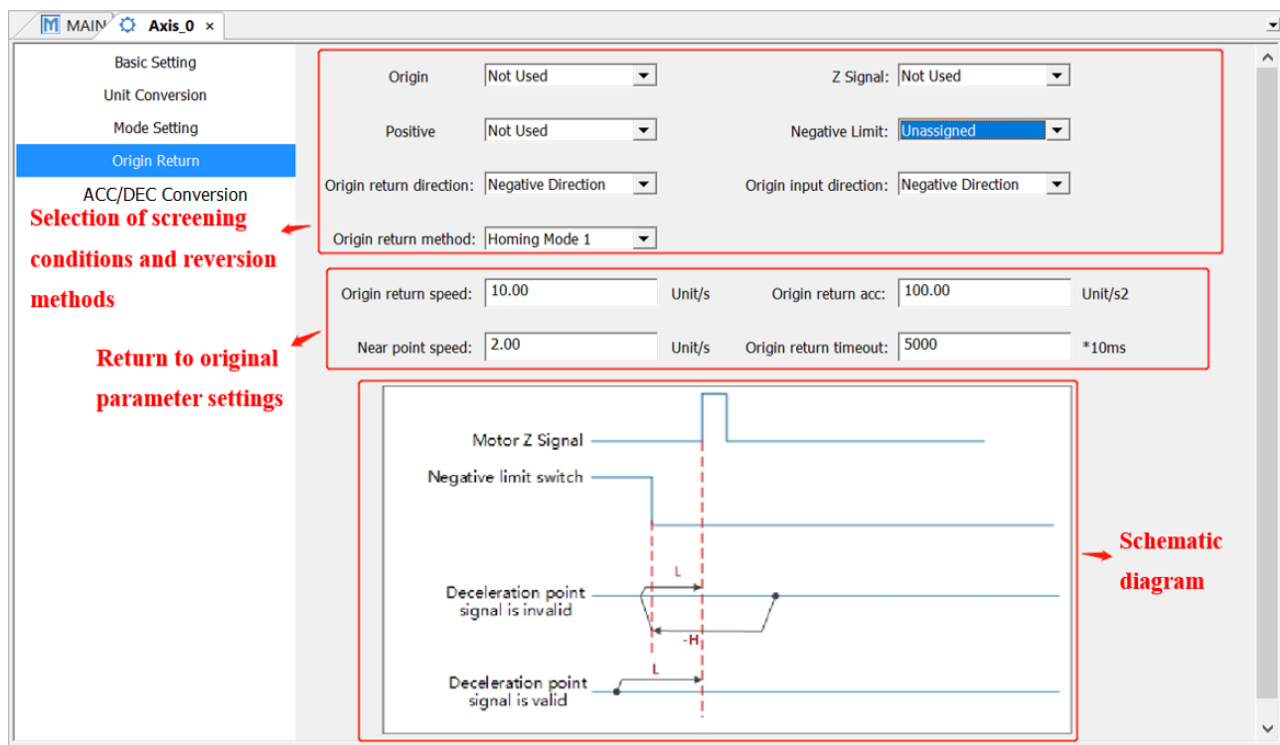 MAIN
Axis_0 ×
Basic Setting
Unit Conversion
Mode Setting
Origin Return
ACC/DEC Conversion
Selection of screening
conditions and reversion
methods
Return to original
parameter settings
Origin Not Used Z Signal: Not Used
Positive Not Used Negative Limit: Unassigned
Origin return direction: Negative Direction Origin input direction: Negative Direction
Origin return method: Homing Mode 1
Origin return speed: 10.00 Unit/s Origin return acc: 100.00 Unit/s2
Near point speed: 2.00 Unit/s Origin return timeout: 5000 *10ms
Motor Z Signal
Negative limit switch
L
Deceleration point
signal is invalid
-H
L
Deceleration point
signal is valid
Schematic
diagram